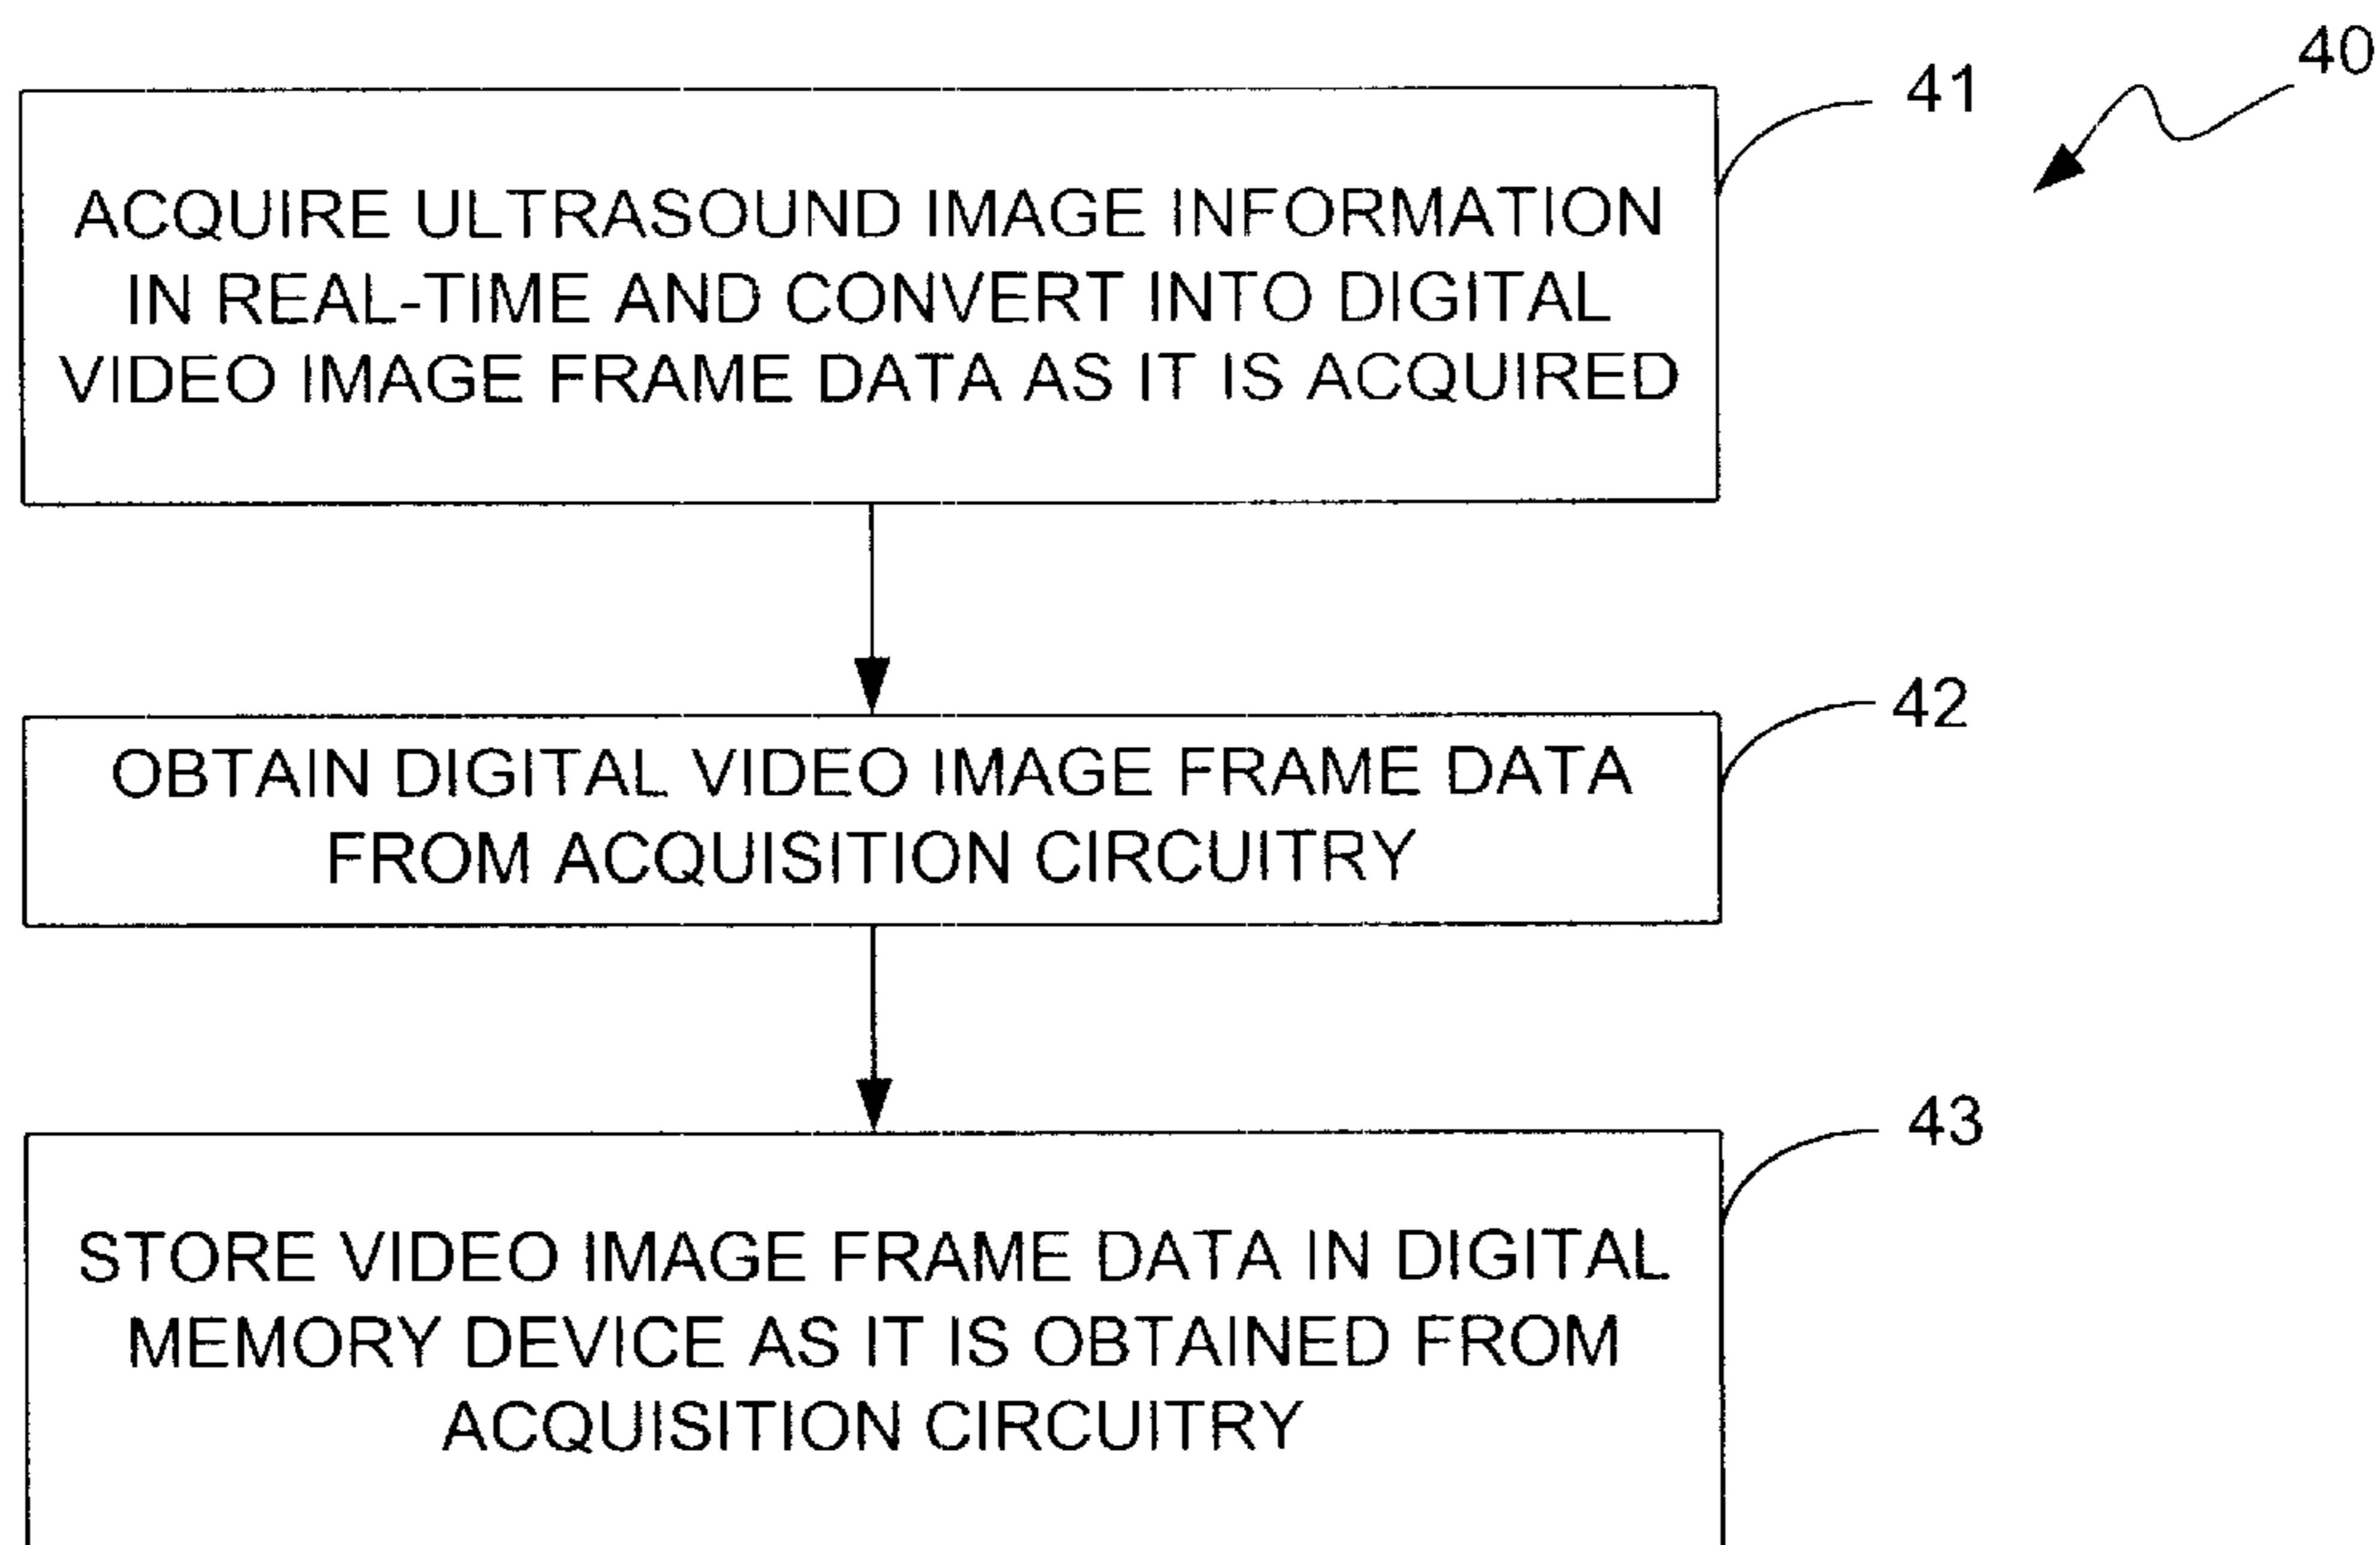 40
41
ACQUIRE ULTRASOUND IMAGE INFORMATION
IN REAL-TIME AND CONVERT INTO DIGITAL
VIDEO IMAGE FRAME DATA AS IT IS ACQUIRED
42
OBTAIN DIGITAL VIDEO IMAGE FRAME DATA
FROM ACQUISITION CIRCUITRY
43
STORE VIDEO IMAGE FRAME DATA IN DIGITAL
MEMORY DEVICE AS IT IS OBTAINED FROM
ACQUISITION CIRCUITRY